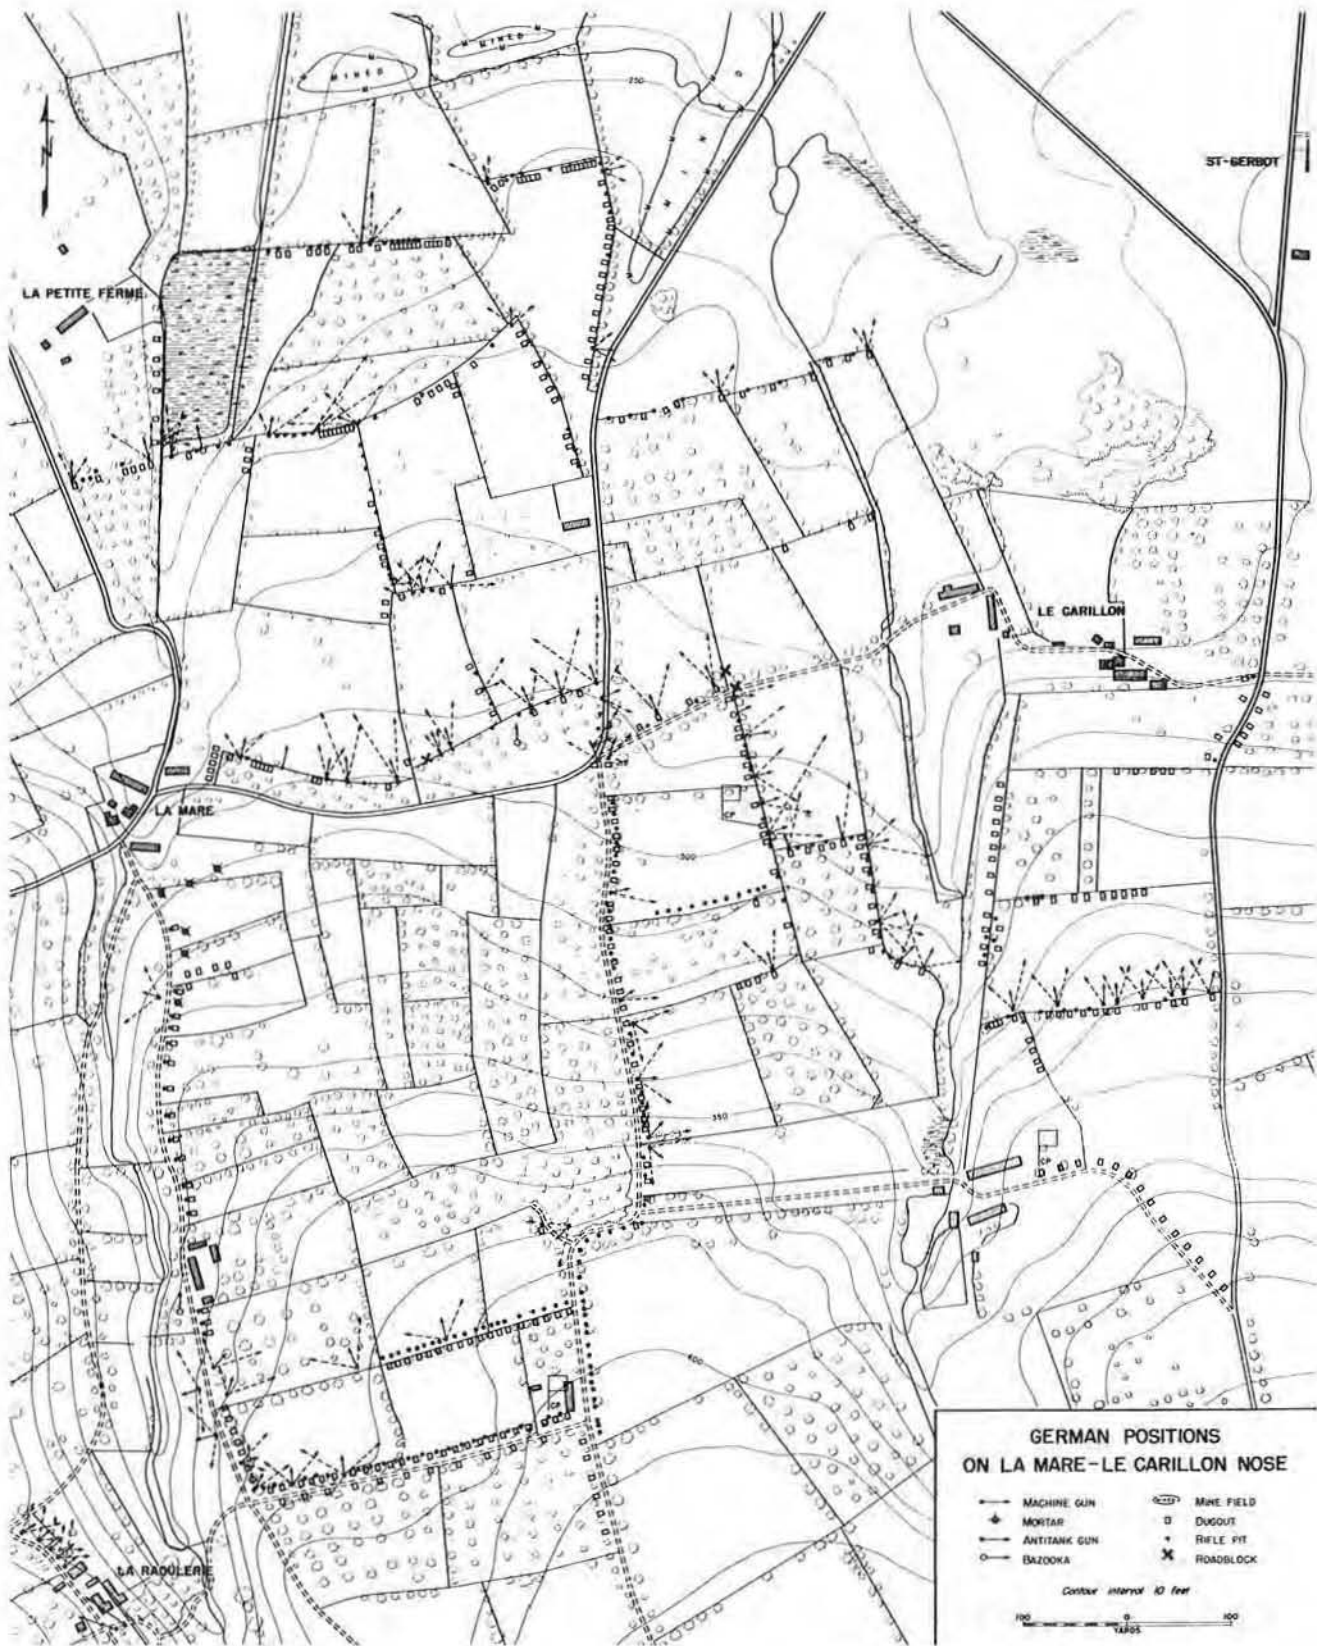 MINED
MINED
250
MINED
N
ST-GERBOT
LA PETITE FERME
LE CARILLON
LA MARE
CP
300
350
CP
400
CP
LA RAOULERIE
GERMAN POSITIONS
ON LA MARE-LE CARILLON NOSE
MACHINE GUN
MORTAR
ANTITANK GUN
BAZOOKA
MINE FIELD
DUGOUT
RIFLE PIT
ROADBLOCK
Contour interval 10 feet
100 0 100
YARDS